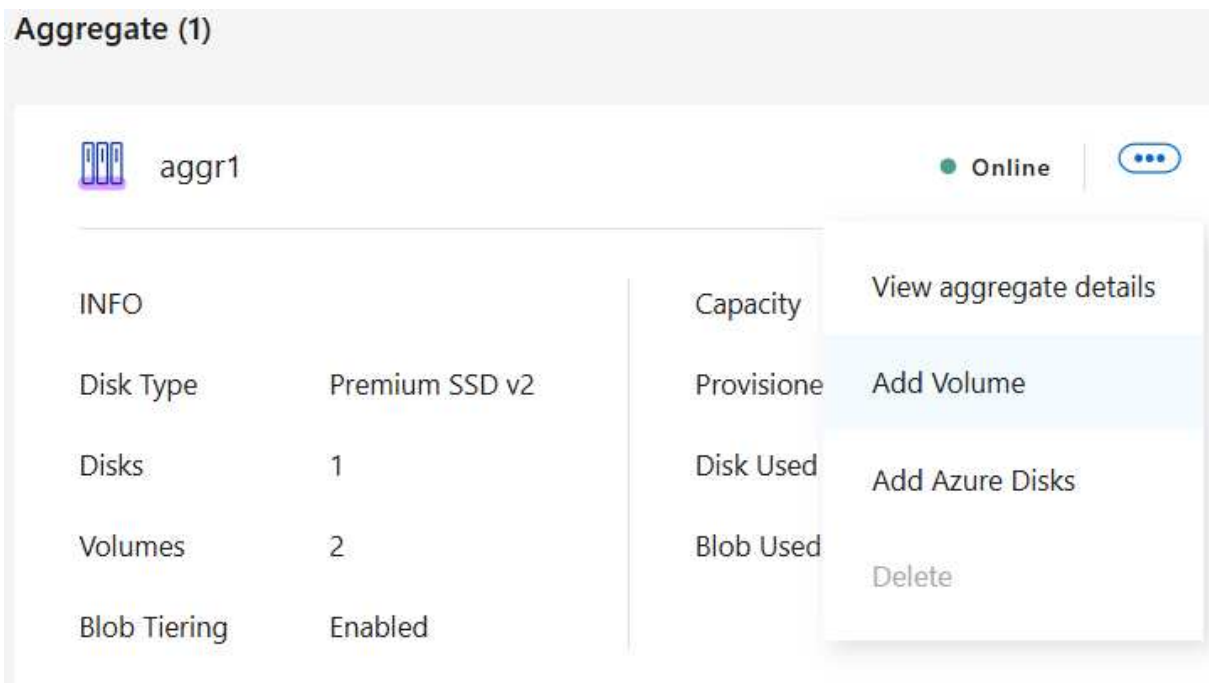 Aggregate (1)
aggr1
Online
INFO
Disk Type Premium SSD v2
Disks 1
Volumes 2
Blob Tiering Enabled
Capacity
Provisione
Disk Used
Blob Used
View aggregate details
Add Volume
Add Azure Disks
Delete